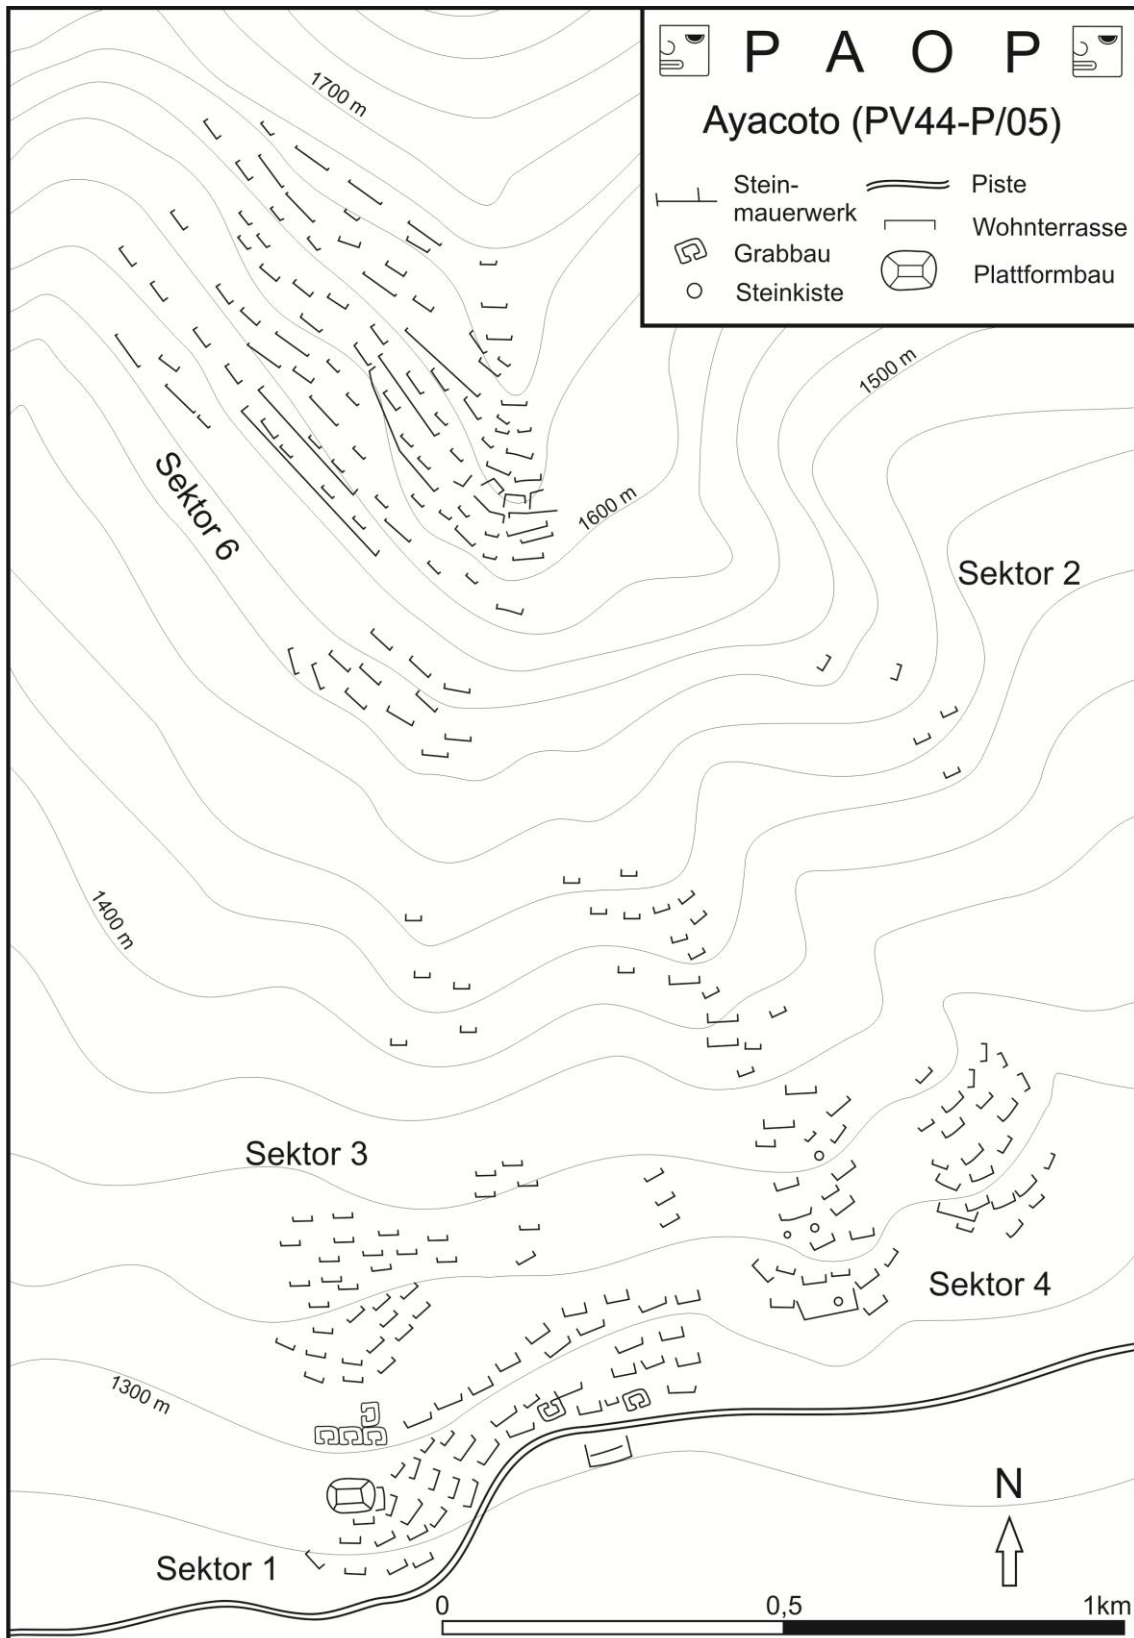 P A O P
Ayacoto (PV44-P/05)
Stein-
mauerwerk
Grabbau
Steinkiste
Piste
Wohnterrasse
Plattformbau
1700 m
1500 m
Sektor 6
1600 m
Sektor 2
1400 m
Sektor 3
Sektor 4
1300 m
N
Sektor 1
0 0,5 1km